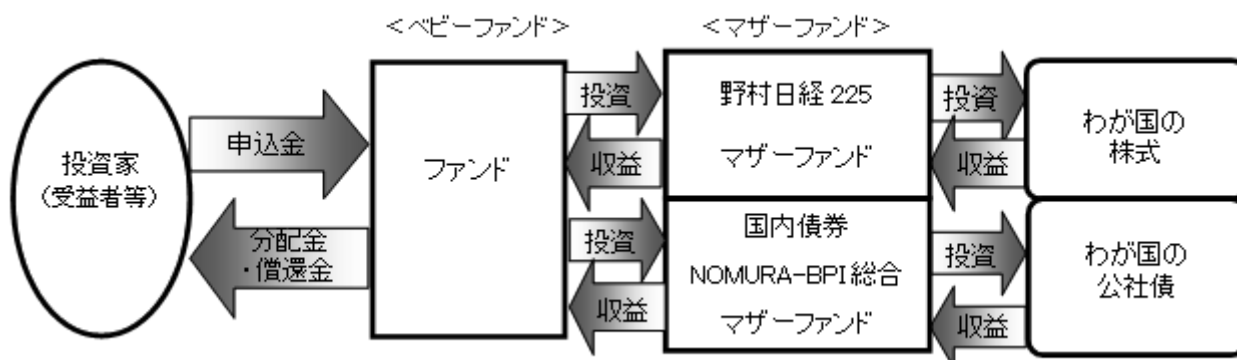 ＜ベビーファンド＞
＜マザーファンド＞
投資家
（受益者等）
申込金
分配金
・償還金
ファンド
投資
収益
投資
収益
野村日経225
マザーファンド
国内債券
NOMURA-BPI総合
マザーファンド
投資
収益
投資
収益
わが国の
株式
わが国の
公社債